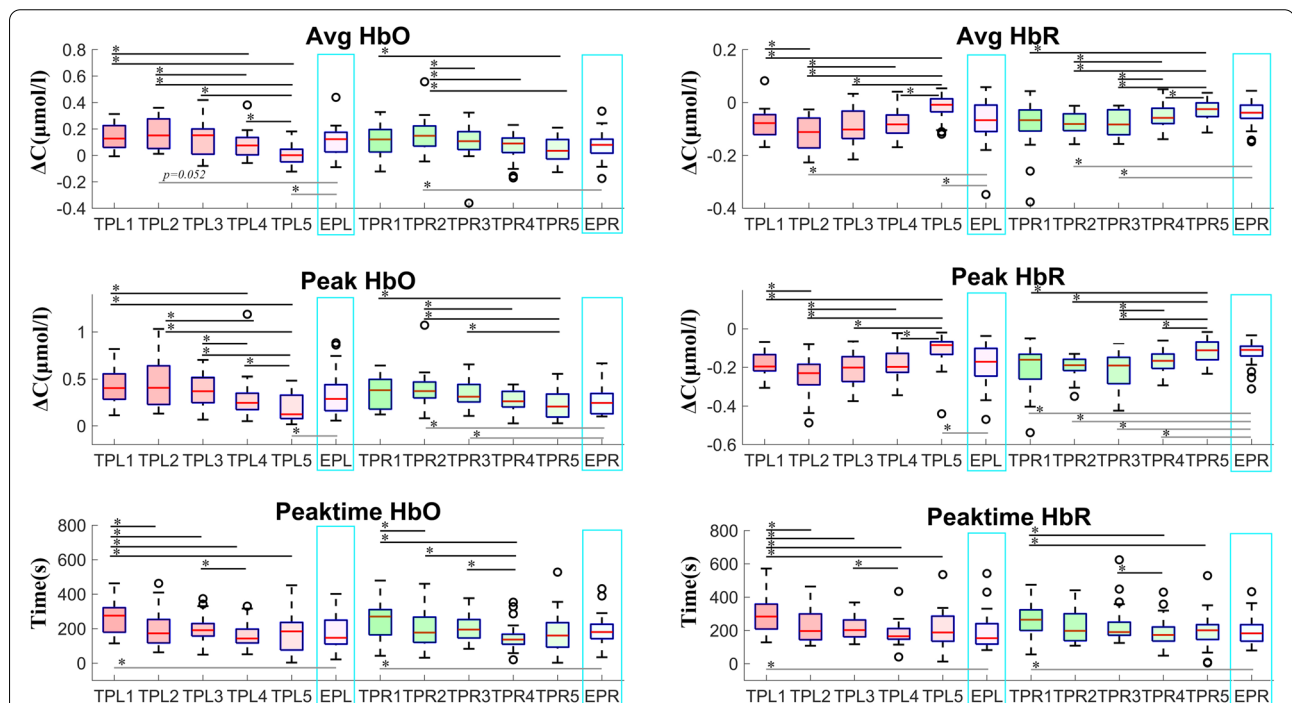 Avg HbO
ΔC(μmol/l)
0.8
0.6
0.4
0.2
0
-0.2
-0.4
* * * * * * p=0.052 * * * * * * *
TPL1 TPL2 TPL3 TPL4 TPL5 EPL TPR1 TPR2 TPR3 TPR4 TPR5 EPR
Avg HbR
ΔC(μmol/l)
0.2
0
-0.2
-0.4
* * * * * * * * * * * * * * * *
TPL1 TPL2 TPL3 TPL4 TPL5 EPL TPR1 TPR2 TPR3 TPR4 TPR5 EPR
Peak HbO
ΔC(μmol/l)
1
0.5
0
* * * * * * * * * * * * * *
TPL1 TPL2 TPL3 TPL4 TPL5 EPL TPR1 TPR2 TPR3 TPR4 TPR5 EPR
Peak HbR
ΔC(μmol/l)
0.2
-0
-0.2
-0.4
-0.6
* * * * * * * * * * * * * * * *
TPL1 TPL2 TPL3 TPL4 TPL5 EPL TPR1 TPR2 TPR3 TPR4 TPR5 EPR
Peaktime HbO
Time(s)
800
600
400
200
0
* * * * * * * * * * * *
TPL1 TPL2 TPL3 TPL4 TPL5 EPL TPR1 TPR2 TPR3 TPR4 TPR5 EPR
Peaktime HbR
Time(s)
800
600
400
200
0
* * * * * * * * * *
TPL1 TPL2 TPL3 TPL4 TPL5 EPL TPR1 TPR2 TPR3 TPR4 TPR5 EPR